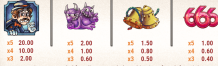 666
x5 20.00
x4 10.00
x3 2.00
x5 2.00
x4 1.00
x3 0.60
x5 1.50
x4 0.80
x3 0.50
x5 1.00
x4 0.60
x3 0.40